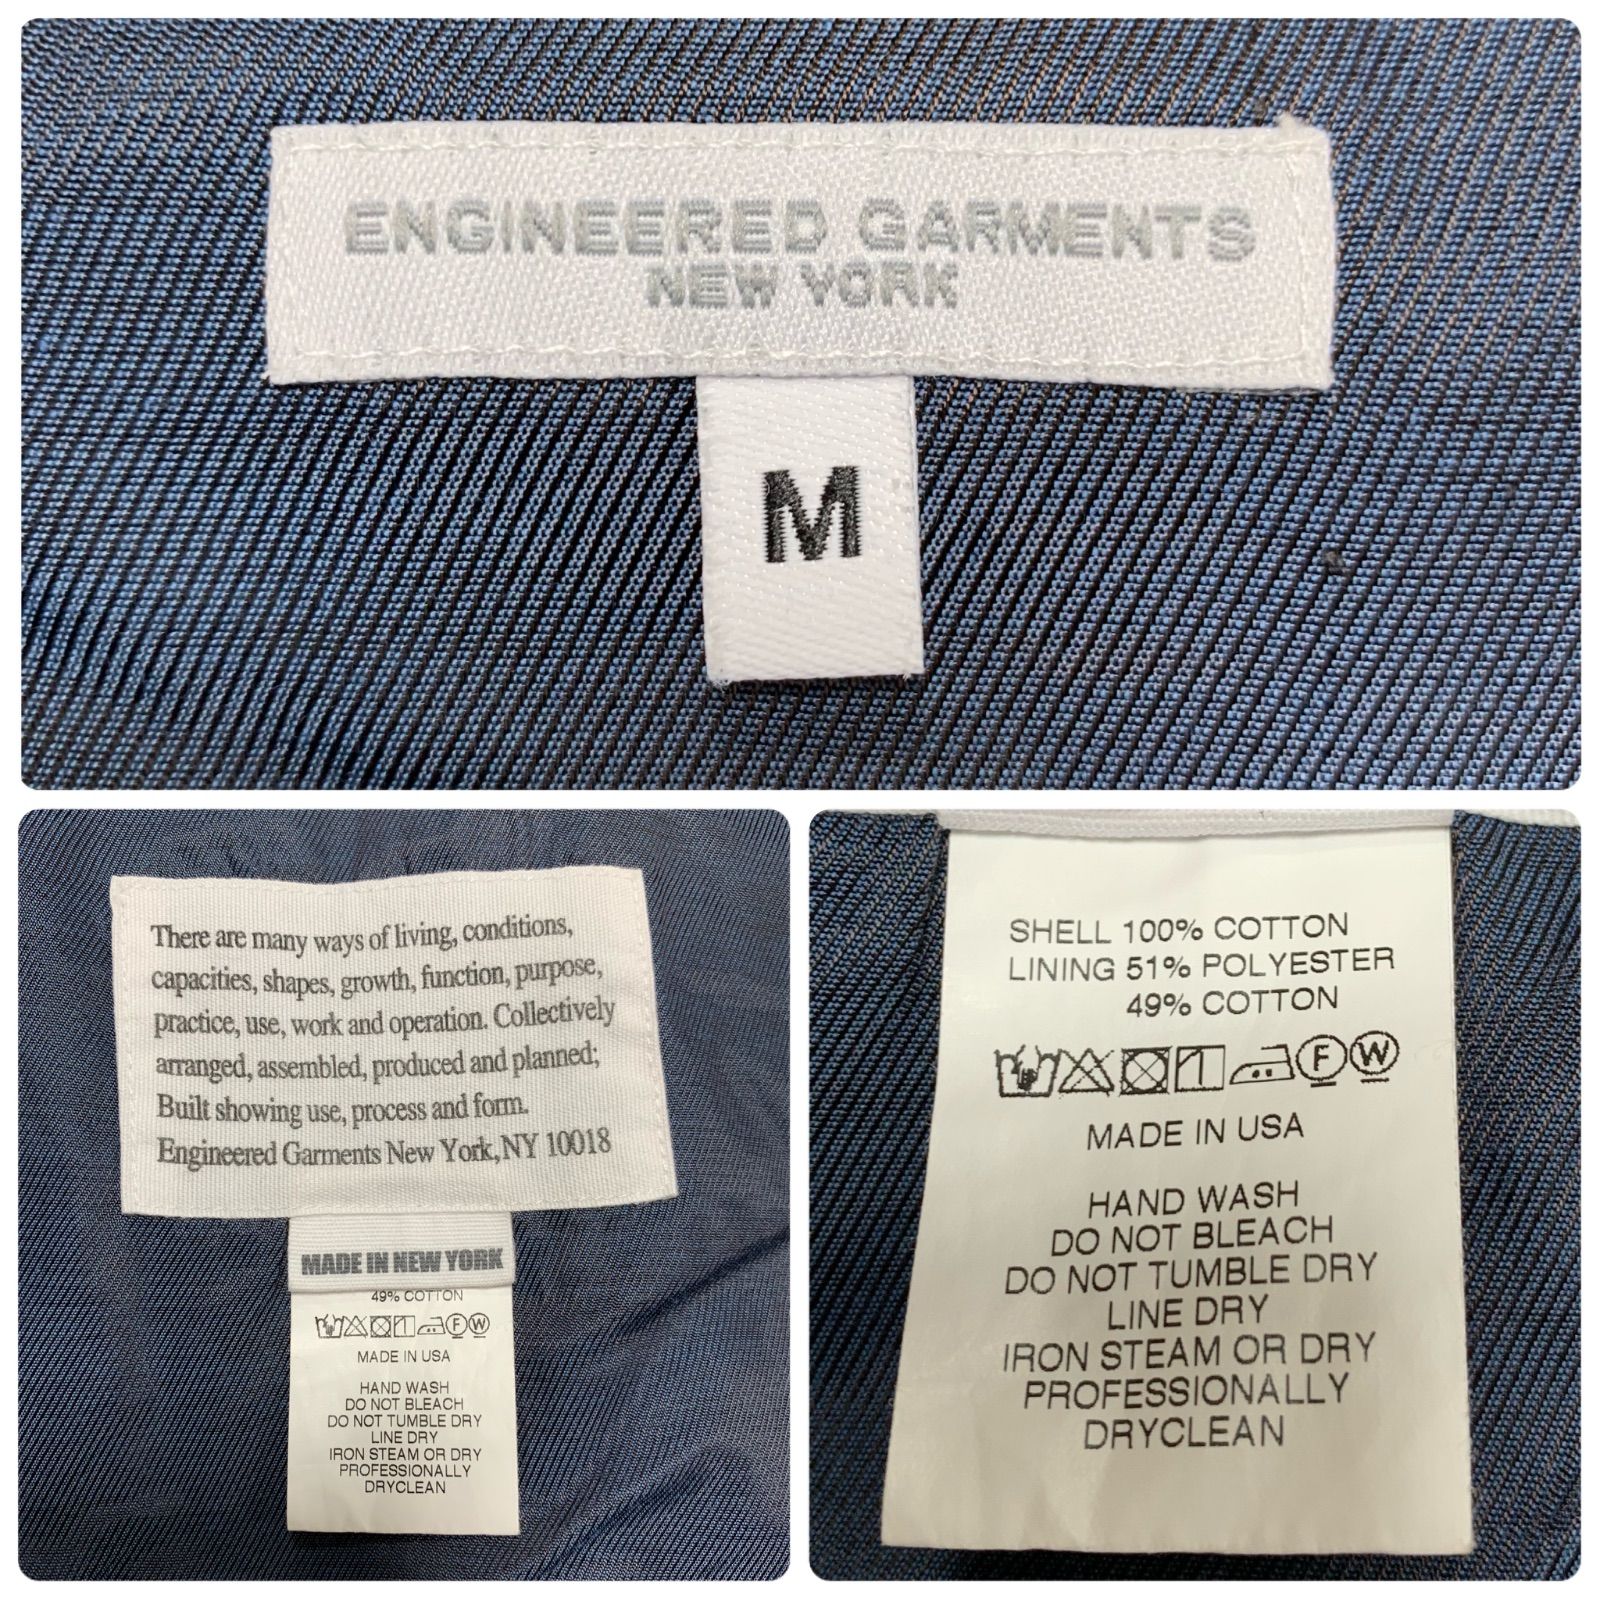 ENGINEERED GARMENTS
NEW YORK
M
There are many ways of living, conditions,
capacities, shapes, growth, function, purpose,
practice, use, work and operation. Collectively
arranged, assembled, produced and planned;
Built showing use, process and form.
Engineered Garments New York, NY 10018
MADE IN NEW YORK
49% COTTON
F W
MADE IN USA
HAND WASH
DO NOT BLEACH
DO NOT TUMBLE DRY
LINE DRY
IRON STEAM OR DRY
PROFESSIONALLY
DRYCLEAN
SHELL 100% COTTON
LINING 51% POLYESTER
49% COTTON
F W
MADE IN USA
HAND WASH
DO NOT BLEACH
DO NOT TUMBLE DRY
LINE DRY
IRON STEAM OR DRY
PROFESSIONALLY
DRYCLEAN